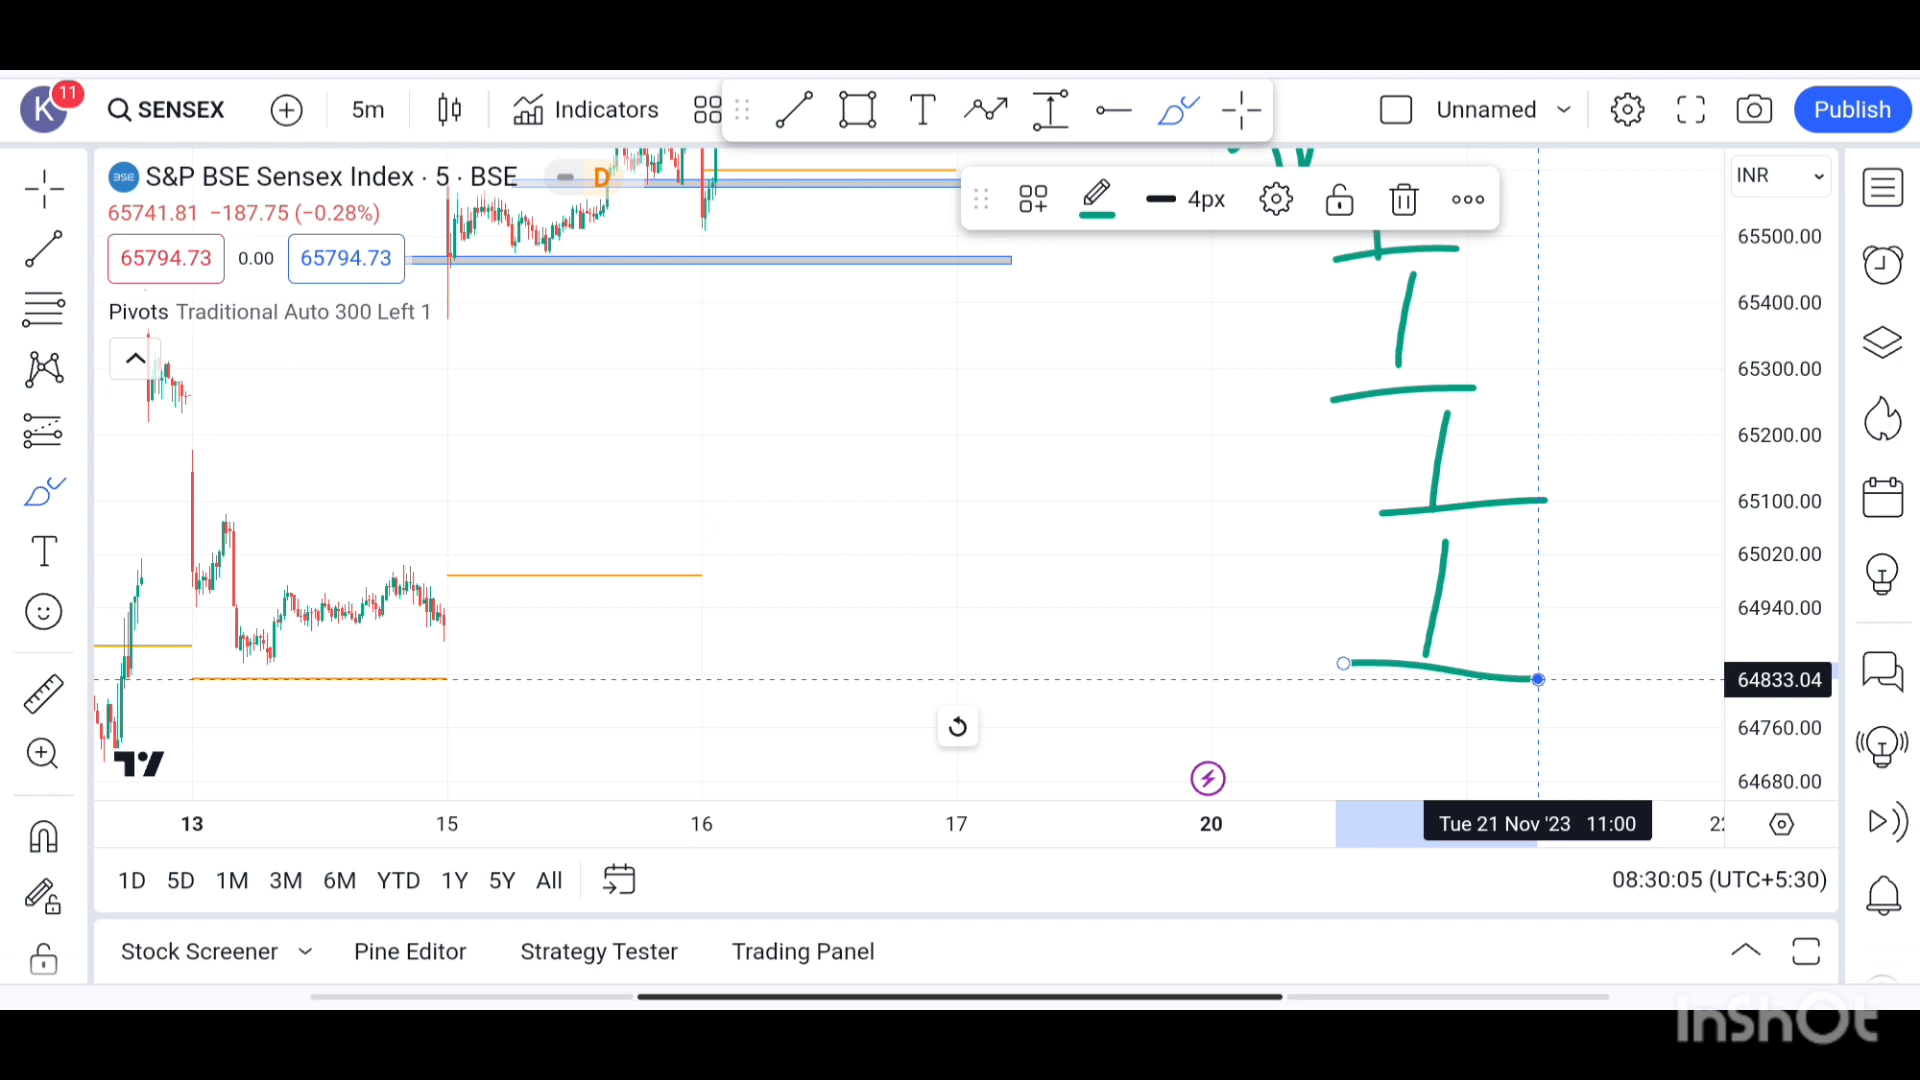 K 11 SENSEX 5m Indicators Unnamed Publish
BSE S&P BSE Sensex Index · 5 · BSE D
65741.81 −187.75 (−0.28%)
65794.73 0.00 65794.73
Pivots Traditional Auto 300 Left 1
4px
INR
65500.00
65400.00
65300.00
65200.00
65100.00
65020.00
64940.00
64833.04
64760.00
64680.00
13 15 16 17 20 Tue 21 Nov '23 11:00
1D 5D 1M 3M 6M YTD 1Y 5Y All 08:30:05 (UTC+5:30)
Stock Screener Pine Editor Strategy Tester Trading Panel
InShOt